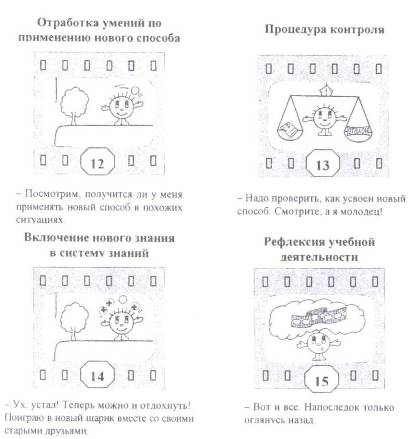 Отработка умений по
применению нового способа
12
– Посмотрим, получится ли у меня
применять новый способ в похожих
ситуациях.
Процедура контроля
13
– Надо проверить, как усвоен новый
способ. Смотрите, а я молодец!
Включение нового знания
в систему знаний
14
– Ух, устал! Теперь можно и отдохнуть!
Поиграю в новый шарик вместе со своими
старыми друзьями.
Рефлексия учебной
деятельности
15
– Вот и все. Напоследок только
оглянусь назад.